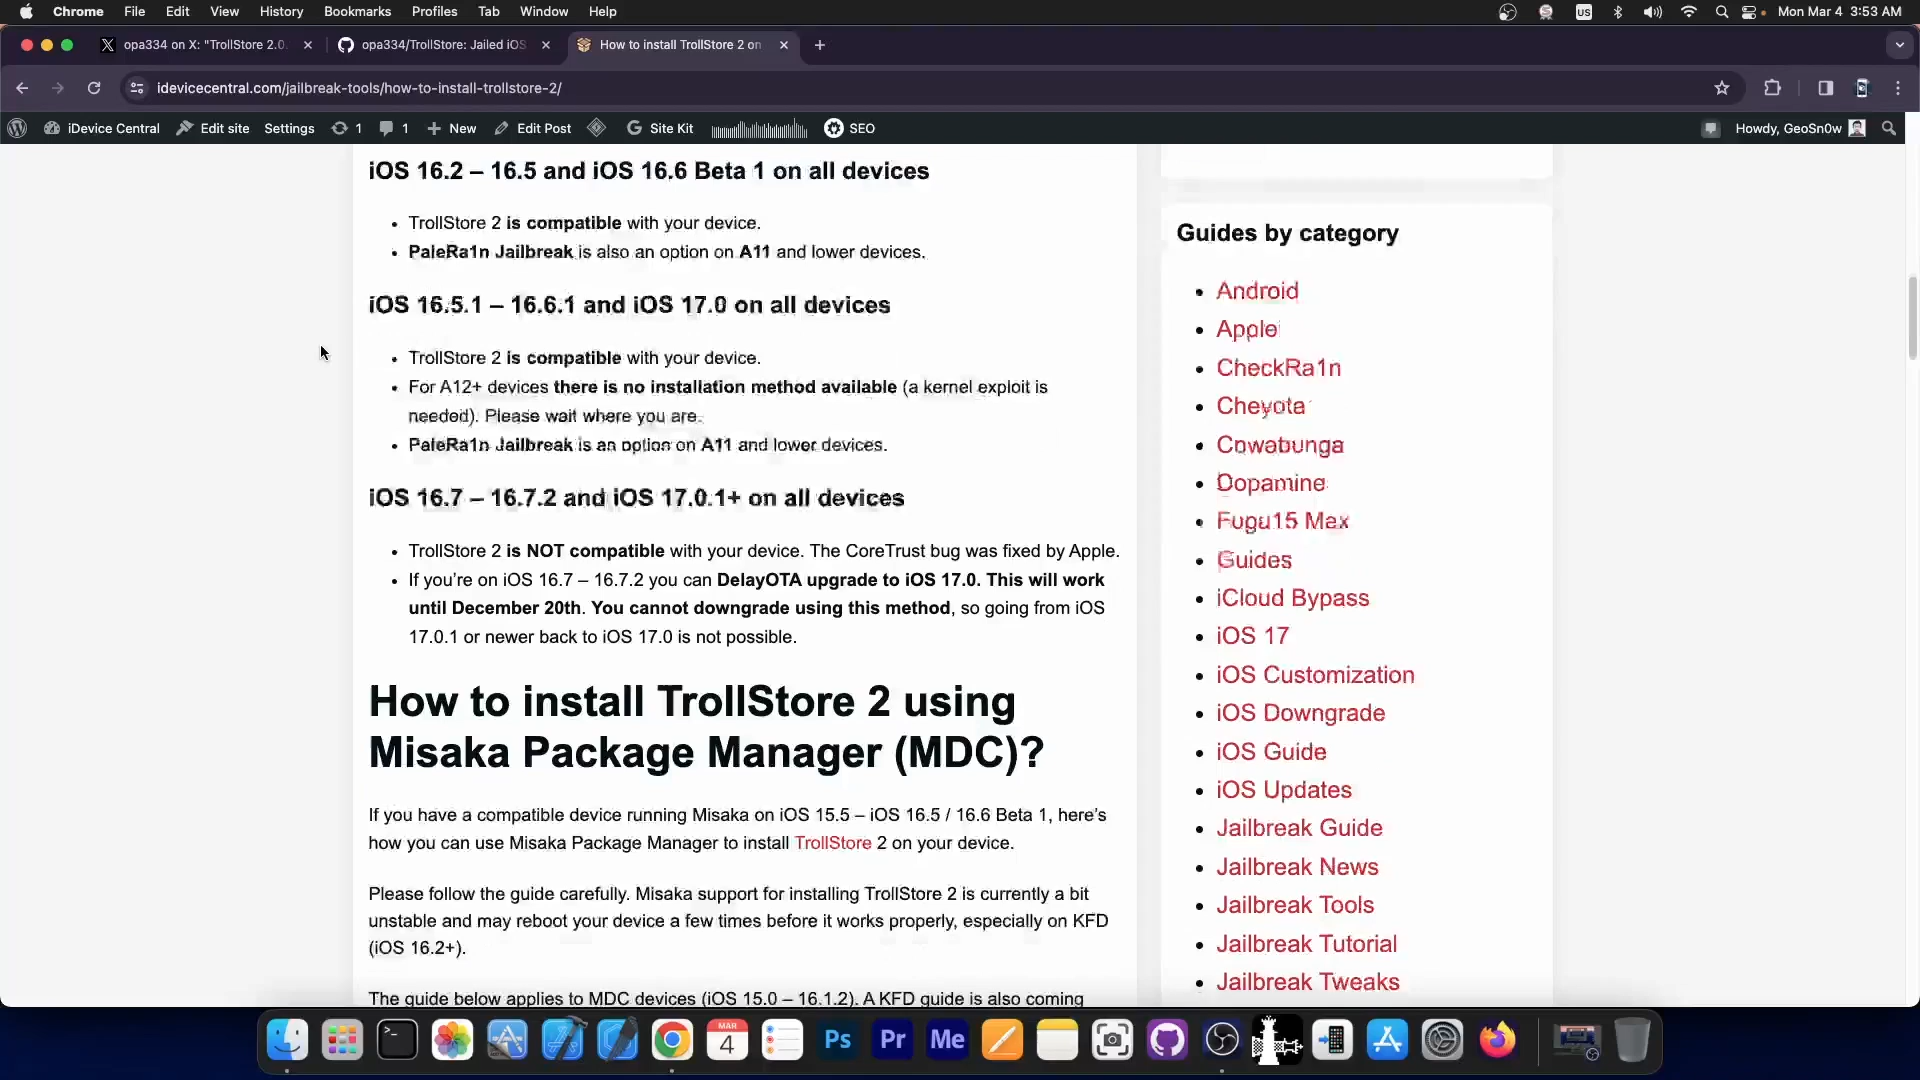 Chrome File Edit View History Bookmarks Profiles Tab Window Help
US
Mon Mar 4 3:53 AM
opa334 on X: "TrollStore 2.0.
opa334/TrollStore: Jailed iOS
How to install TrollStore 2 on
idevicecentral.com/jailbreak-tools/how-to-install-trollstore-2/
iDevice Central Edit site Settings 1 1 New Edit Post Site Kit SEO
Howdy, GeoSn0w
iOS 16.2 – 16.5 and iOS 16.6 Beta 1 on all devices
TrollStore 2 is compatible with your device.
PaleRa1n Jailbreak is also an option on A11 and lower devices.
iOS 16.5.1 – 16.6.1 and iOS 17.0 on all devices
TrollStore 2 is compatible with your device.
For A12+ devices there is no installation method available (a kernel exploit is
needed). Please wait where you are.
PaleRa1n Jailbreak is an option on A11 and lower devices.
iOS 16.7 – 16.7.2 and iOS 17.0.1+ on all devices
TrollStore 2 is NOT compatible with your device. The CoreTrust bug was fixed by Apple.
If you're on iOS 16.7 – 16.7.2 you can DelayOTA upgrade to iOS 17.0. This will work
until December 20th. You cannot downgrade using this method, so going from iOS
17.0.1 or newer back to iOS 17.0 is not possible.
How to install TrollStore 2 using
Misaka Package Manager (MDC)?
If you have a compatible device running Misaka on iOS 15.5 – iOS 16.5 / 16.6 Beta 1, here's
how you can use Misaka Package Manager to install TrollStore 2 on your device.
Please follow the guide carefully. Misaka support for installing TrollStore 2 is currently a bit
unstable and may reboot your device a few times before it works properly, especially on KFD
(iOS 16.2+).
The guide below applies to MDC devices (iOS 15.0 – 16.1.2). A KFD guide is also coming
Guides by category
Android
Apple
CheckRa1n
Cheyote
Cowabunga
Dopamine
Fugu15 Max
Guides
iCloud Bypass
iOS 17
iOS Customization
iOS Downgrade
iOS Guide
iOS Updates
Jailbreak Guide
Jailbreak News
Jailbreak Tools
Jailbreak Tutorial
Jailbreak Tweaks
MAR
4
Ps
Pr
Me